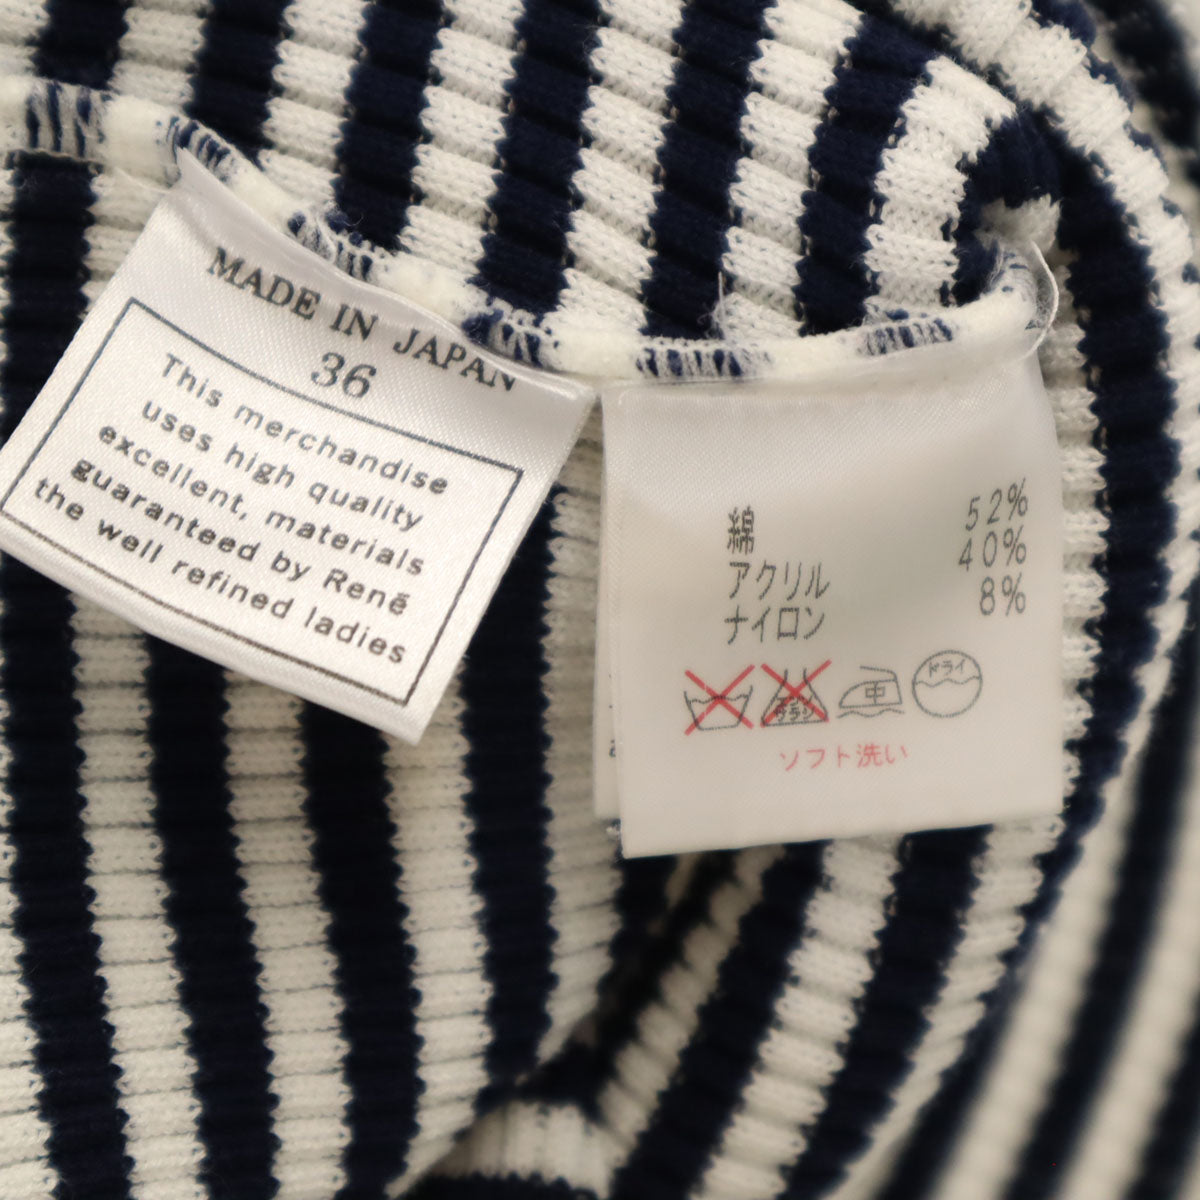 MADE IN JAPAN
36
This merchandise
uses high quality
excellent, materials
guaranteed by Renē
the well refined ladies
綿 52%
アクリル 40%
ナイロン 8%
中 ドライ
ソフト洗い